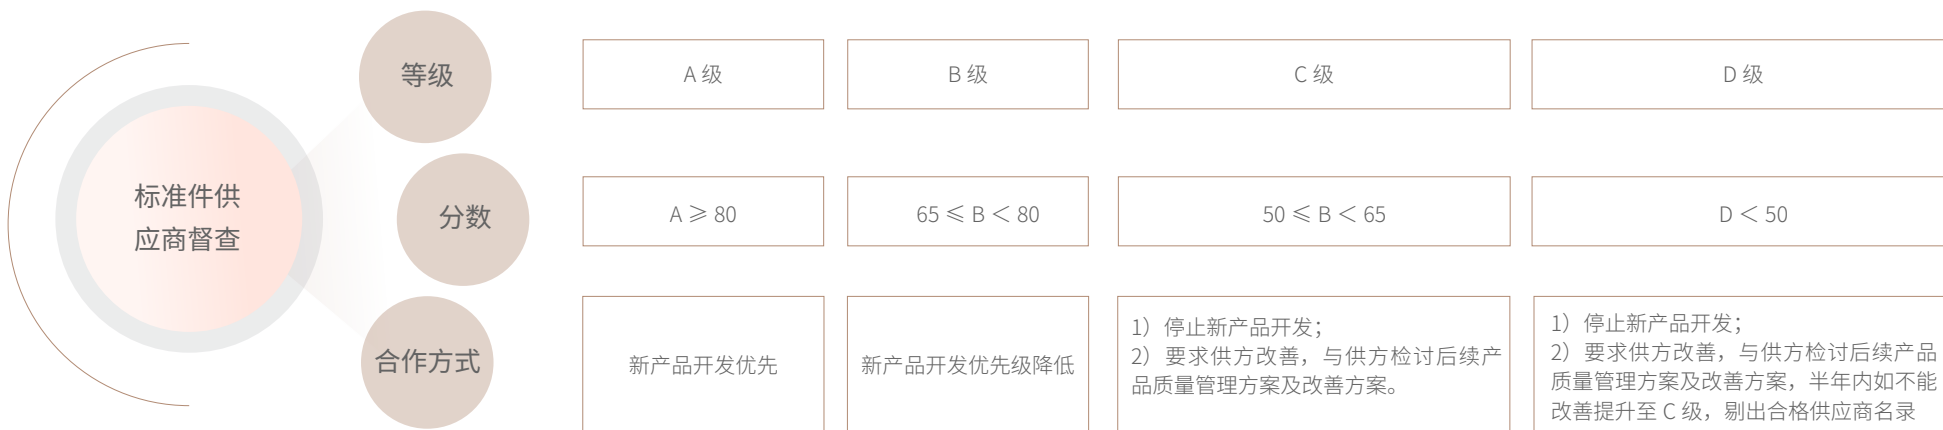 标准件供
应商督查
等级
A 级
B 级
C 级
D 级
分数
A ≥ 80
65 ≤ B < 80
50 ≤ B < 65
D < 50
合作方式
新产品开发优先
新产品开发优先级降低
1）停止新产品开发；
2）要求供方改善，与供方检讨后续产
品质量管理方案及改善方案。
1）停止新产品开发；
2）要求供方改善，与供方检讨后续产品
质量管理方案及改善方案，半年内如不能
改善提升至 C 级，剔出合格供应商名录